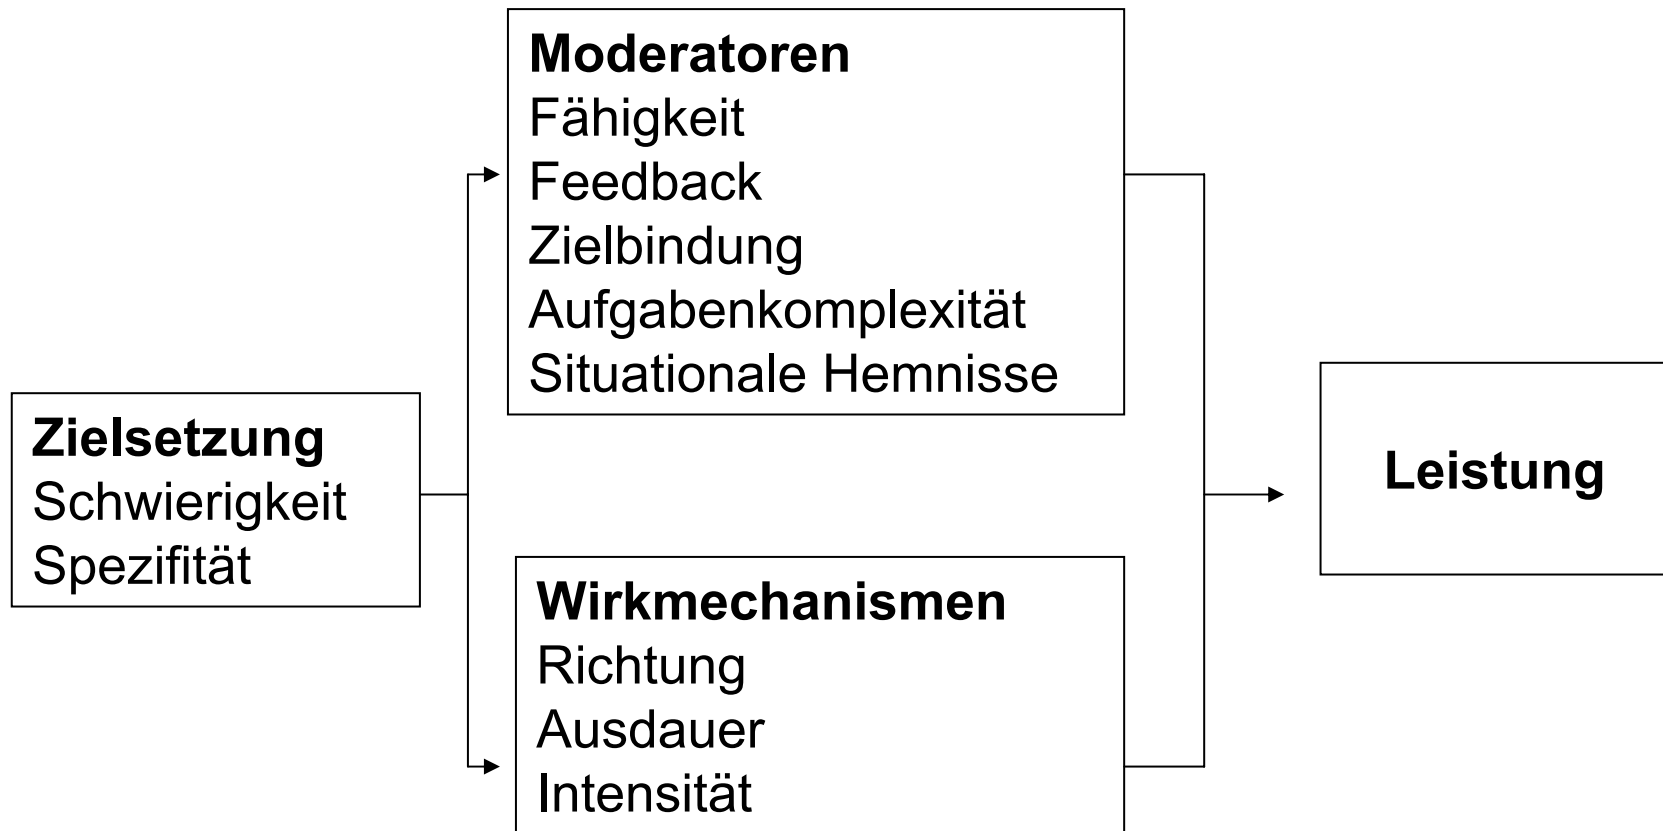 Moderatoren
Fähigkeit
Feedback
Zielbindung
Aufgabenkomplexität
Situationale Hemnisse
Zielsetzung
Schwierigkeit
Spezifität
Leistung
Wirkmechanismen
Richtung
Ausdauer
Intensität